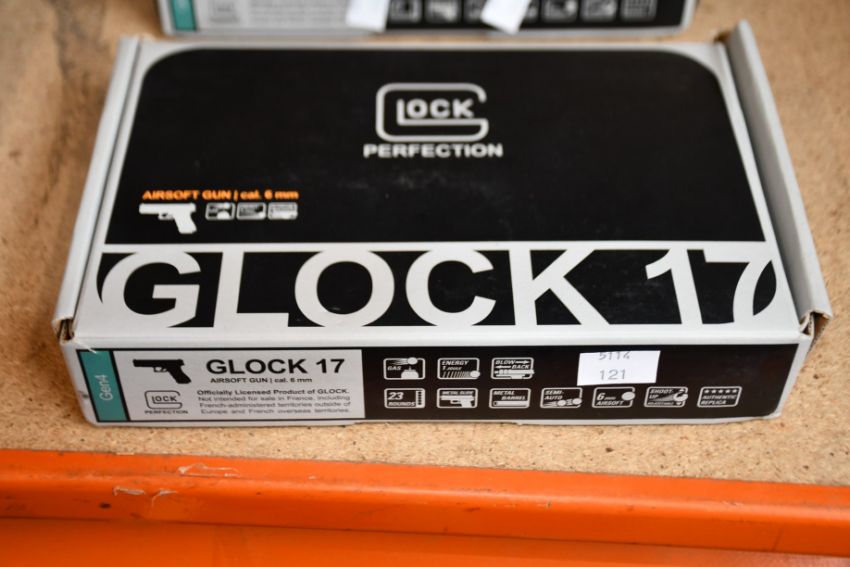 GLOCK
PERFECTION
AIRSOFT GUN | cal. 6 mm
GLOCK 17
Gen4
GLOCK 17
AIRSOFT GUN | cal. 6 mm
GLOCK
PERFECTION
Officially Licensed Product of GLOCK.
Not intended for sale in France, including
French-administered territories outside of
Europe and French overseas territories.
GAS
ENERGY
1 JOULE
BLOW
BACK
5114
121
23
ROUNDS
METAL SLIDE
METAL
BARREL
SEMI-
AUTO
6mm
AIRSOFT
SHOOT-
UP
ADJUSTABLE
AUTHENTIC
REPLICA